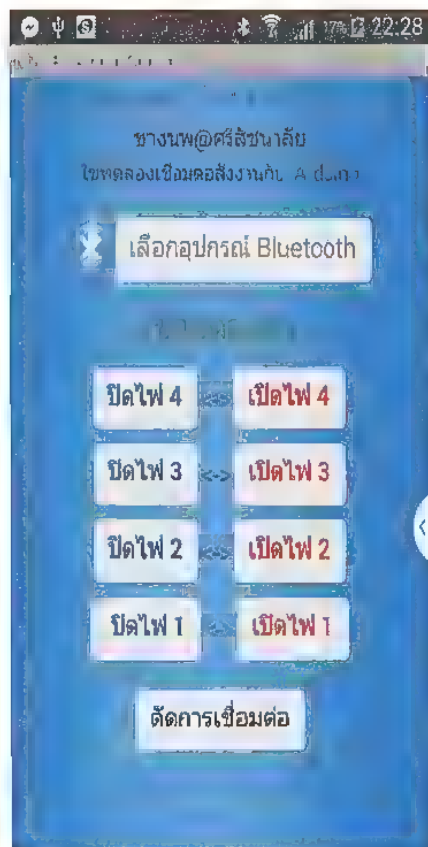 17% 22:28
ช่างนพ@ศรีสัชนาลัย
เลือกอุปกรณ์ Bluetooth
ปิดไฟ 4 <-> เปิดไฟ 4
ปิดไฟ 3 <-> เปิดไฟ 3
ปิดไฟ 2 <-> เปิดไฟ 2
ปิดไฟ 1 <-> เปิดไฟ 1
ตัดการเชื่อมต่อ